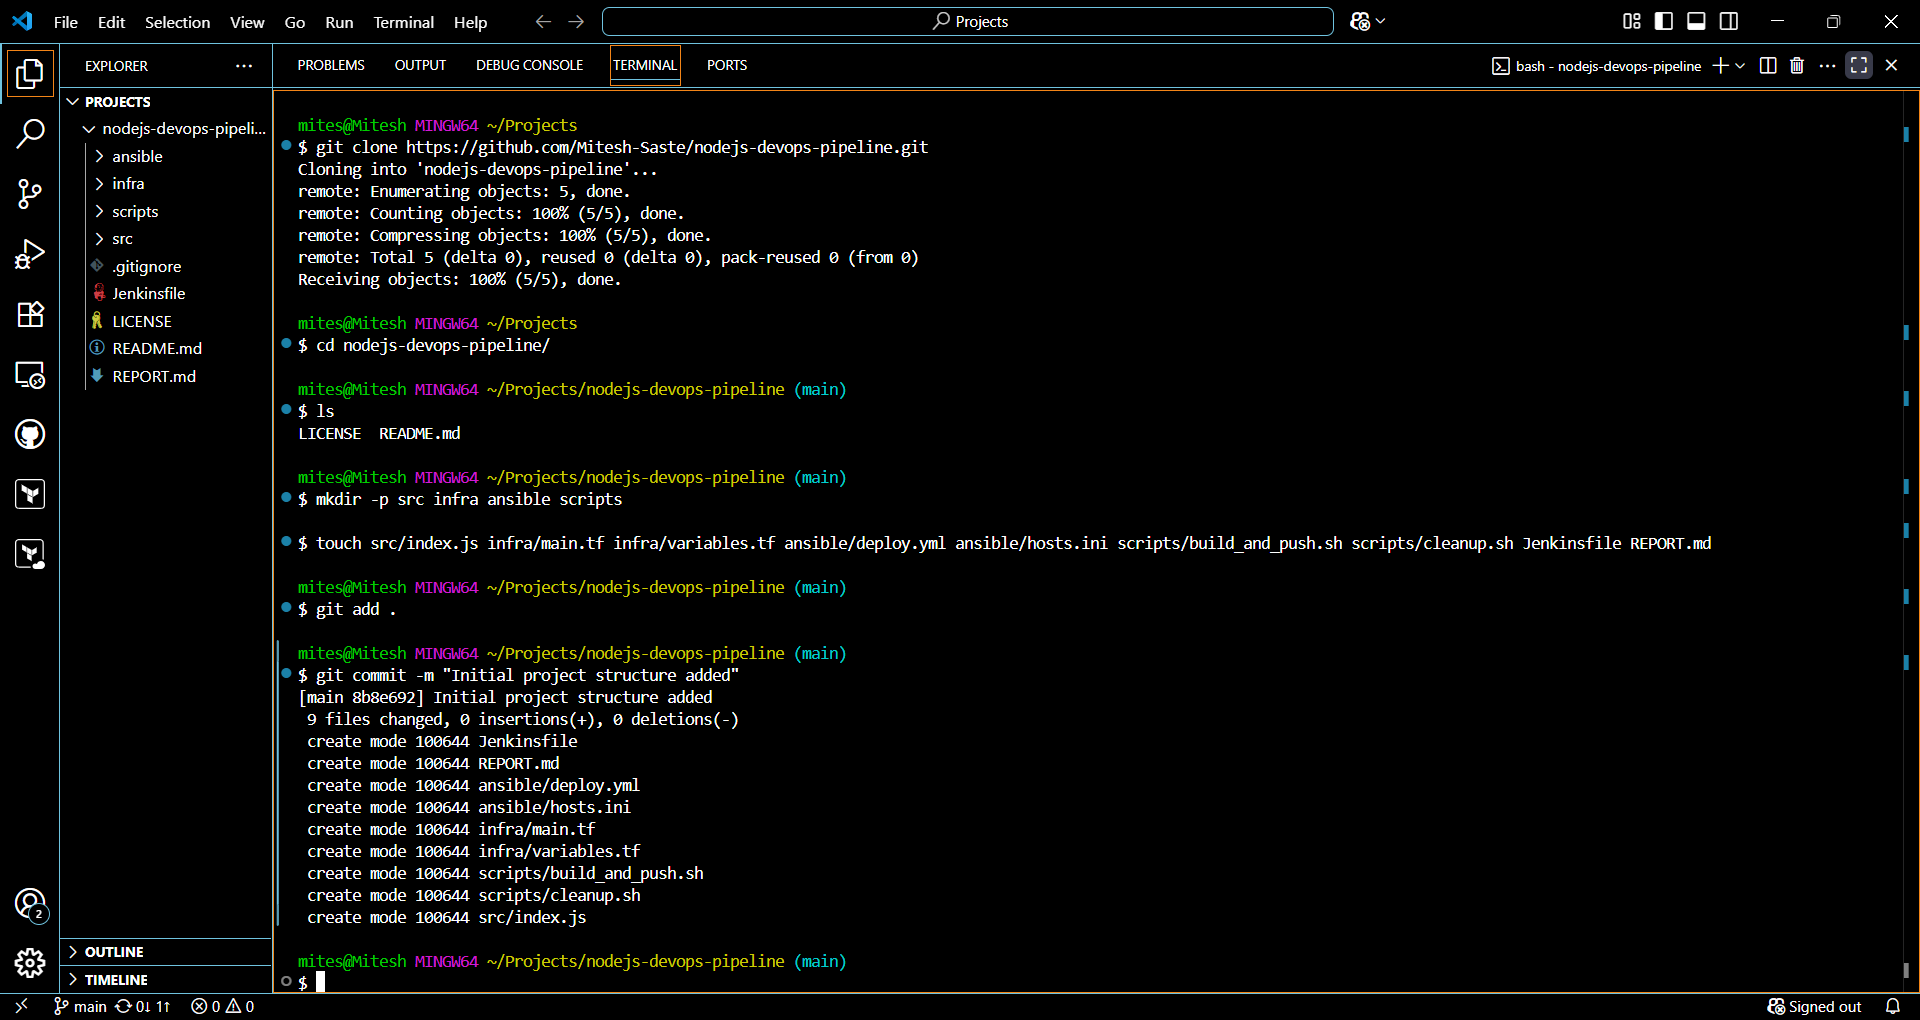 File Edit Selection View Go Run Terminal Help
Projects
EXPLORER
PROJECTS
nodejs-devops-pipeli...
ansible
infra
scripts
src
.gitignore
Jenkinsfile
LICENSE
README.md
REPORT.md
OUTLINE
TIMELINE
PROBLEMS OUTPUT DEBUG CONSOLE TERMINAL PORTS
bash - nodejs-devops-pipeline
mites@Mitesh MINGW64 ~/Projects
$ git clone https://github.com/Mitesh-Saste/nodejs-devops-pipeline.git
Cloning into 'nodejs-devops-pipeline'...
remote: Enumerating objects: 5, done.
remote: Counting objects: 100% (5/5), done.
remote: Compressing objects: 100% (5/5), done.
remote: Total 5 (delta 0), reused 0 (delta 0), pack-reused 0 (from 0)
Receiving objects: 100% (5/5), done.
mites@Mitesh MINGW64 ~/Projects
$ cd nodejs-devops-pipeline/
mites@Mitesh MINGW64 ~/Projects/nodejs-devops-pipeline (main)
$ ls
LICENSE README.md
mites@Mitesh MINGW64 ~/Projects/nodejs-devops-pipeline (main)
$ mkdir -p src infra ansible scripts
$ touch src/index.js infra/main.tf infra/variables.tf ansible/deploy.yml ansible/hosts.ini scripts/build_and_push.sh scripts/cleanup.sh Jenkinsfile REPORT.md
mites@Mitesh MINGW64 ~/Projects/nodejs-devops-pipeline (main)
$ git add .
mites@Mitesh MINGW64 ~/Projects/nodejs-devops-pipeline (main)
$ git commit -m "Initial project structure added"
[main 8b8e692] Initial project structure added
9 files changed, 0 insertions(+), 0 deletions(-)
create mode 100644 Jenkinsfile
create mode 100644 REPORT.md
create mode 100644 ansible/deploy.yml
create mode 100644 ansible/hosts.ini
create mode 100644 infra/main.tf
create mode 100644 infra/variables.tf
create mode 100644 scripts/build_and_push.sh
create mode 100644 scripts/cleanup.sh
create mode 100644 src/index.js
mites@Mitesh MINGW64 ~/Projects/nodejs-devops-pipeline (main)
$
2
main 0↓ 1↑ 0 0
Signed out